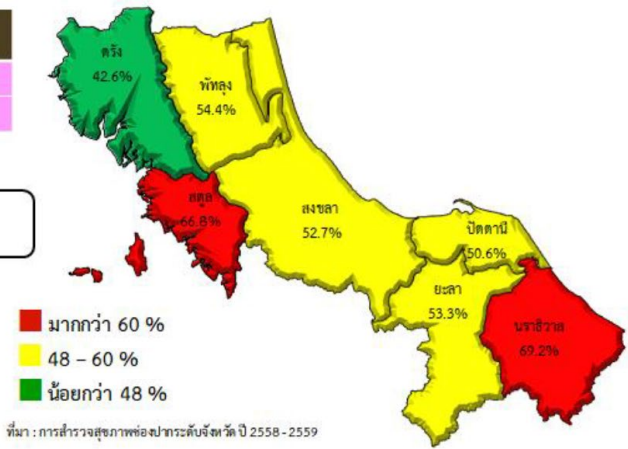 ตรัง
42.6%
พัทลุง
54.4%
สตูล
66.8%
สงขลา
52.7%
ปัตตานี
50.6%
ยะลา
53.3%
นราธิวาส
69.2%
มากกว่า 60 %
48 – 60 %
น้อยกว่า 48 %
ที่มา : การสำรวจสุขภาพช่องปากระดับจังหวัด ปี 2558 - 2559